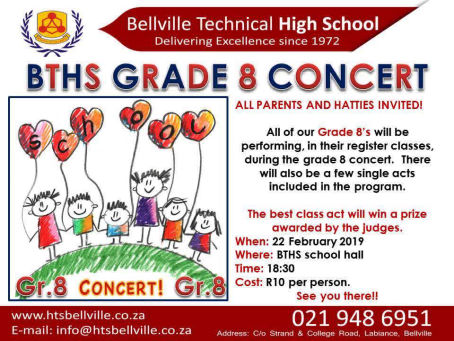 Bellville Technical High School
Delivering Excellence since 1972
BTHS GRADE 8 CONCERT
school
Gr.8 CONCERT! Gr.8
ALL PARENTS AND HATTIES INVITED!
All of our Grade 8's will be
performing, in their register classes,
during the grade 8 concert. There
will also be a few single acts
included in the program.
The best class act will win a prize
awarded by the judges.
When: 22 February 2019
Where: BTHS school hall
Time: 18:30
Cost: R10 per person.
See you there!!
www.htsbellville.co.za
E-mail: info@htsbellville.co.za
021 948 6951
Address: C/o Strand & College Road, Labiance, Bellville